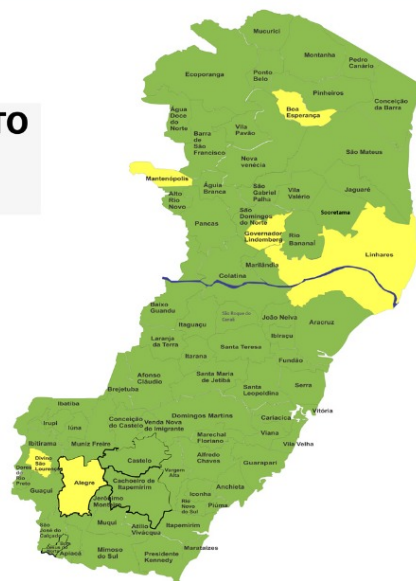 TO
Mucurici
Montanha
Pedro
Canário
Ecoporanga
Ponto
Belo
Pinheiros
Conceição
da Barra
Boa
Esperança
Água
Doce
do
Norte
Vila
Pavão
Barra
de
São
Francisco
Nova
venécia
São Mateus
Mantenópolis
Águia
Branca
São
Gabriel
Palha
Vila
Valério
Jaguaré
Alto
Rio
Novo
São
Domingos
do Norte
Sooretama
Pancas
Governador
Lindemberg
Rio
Bananal
Linhares
Marilândia
Colatina
Baixo
Guandu
São Roque do
Canaã
João Neiva
Aracruz
Itaguaçu
Ibiraçu
Laranja
da Terra
Santa Teresa
Itarana
Fundão
Afonso
Cláudio
Santa Maria
de Jetibá
Brejetuba
Santa
Leopoldina
Serra
Ibatiba
Conceição
do Castelo
Venda Nova
do Imigrante
Domingos Martins
Cariacica
Vitória
Irupi
Iúna
Marechal
Floriano
Viana
Ibitirama
Muniz Freire
Vila Velha
Divino
São
Lourenço
Castelo
Vargem
Alta
Alfredo
Chaves
Guarapari
Dores
do Rio
Preto
Guaçuí
Alegre
Cachoeiro de
Itapemirim
Anchieta
Jerônimo
Monteiro
Iconha
Rio
Novo
do Sul
Piúma
São
José do
Calçado
Muqui
Atílio
Vivácqua
Itapemirim
Apiacá
Mimoso
do Sul
Presidente
Kennedy
Marataízes